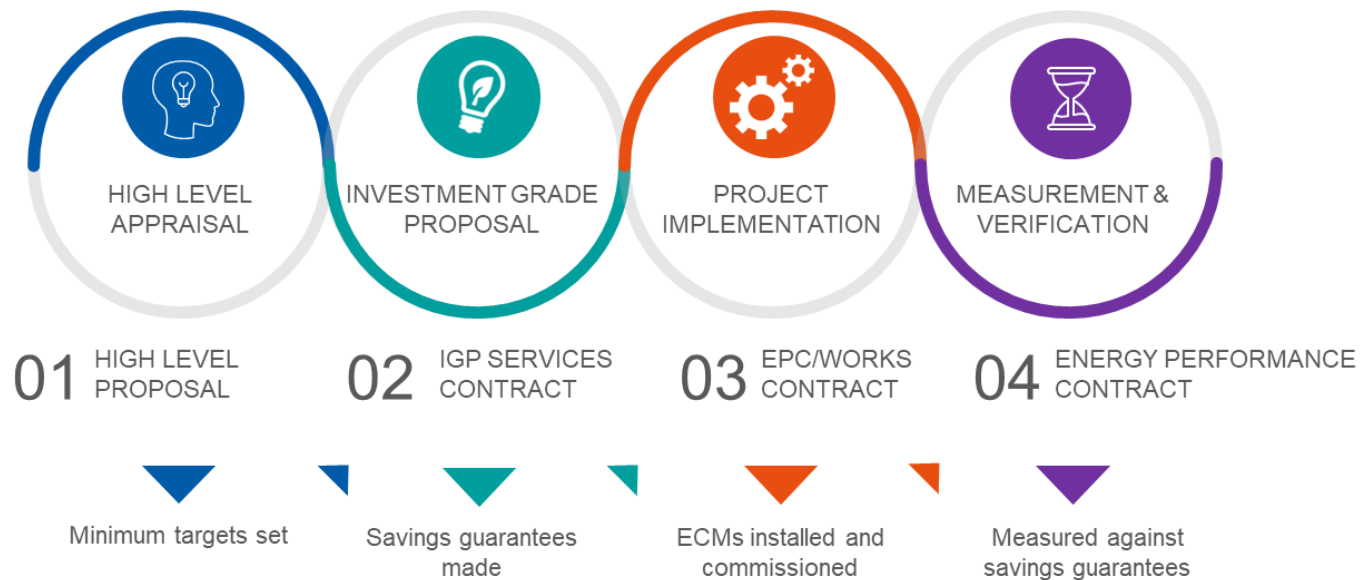 HIGH LEVEL
APPRAISAL
INVESTMENT GRADE
PROPOSAL
PROJECT
IMPLEMENTATION
MEASUREMENT &
VERIFICATION
01
HIGH LEVEL
PROPOSAL
02
IGP SERVICES
CONTRACT
03
EPC/WORKS
CONTRACT
04
ENERGY PERFORMANCE
CONTRACT
Minimum targets set
Savings guarantees
made
ECMs installed and
commissioned
Measured against
savings guarantees